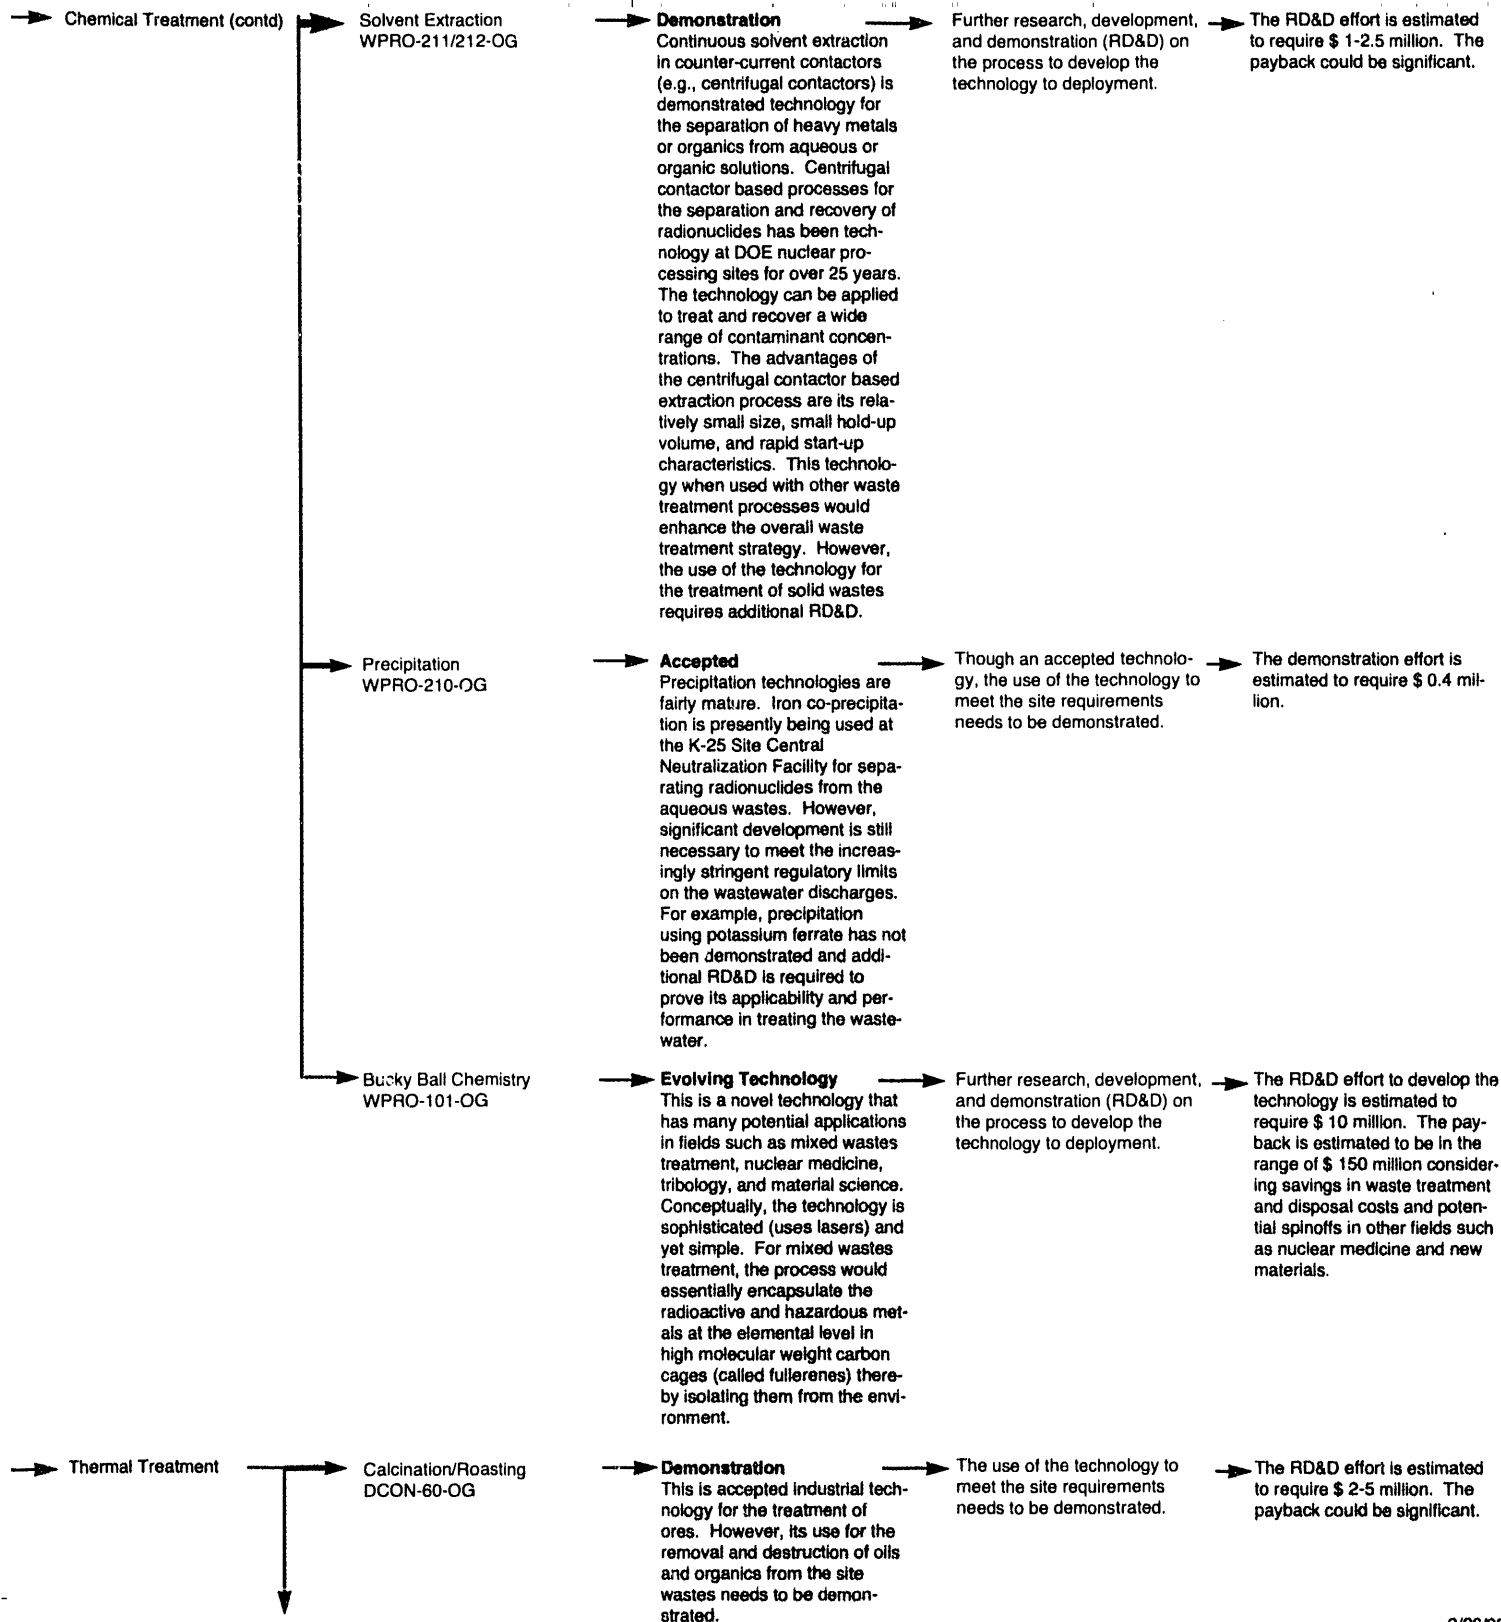 Chemical Treatment (contd)
Solvent Extraction
WPRO-211/212-OG
Demonstration
Continuous solvent extraction
in counter-current contactors
(e.g., centrifugal contactors) is
demonstrated technology for
the separation of heavy metals
or organics from aqueous or
organic solutions. Centrifugal
contactor based processes for
the separation and recovery of
radionuclides has been tech-
nology at DOE nuclear pro-
cessing sites for over 25 years.
The technology can be applied
to treat and recover a wide
range of contaminant concen-
trations. The advantages of
the centrifugal contactor based
extraction process are its rela-
tively small size, small hold-up
volume, and rapid start-up
characteristics. This technolo-
gy when used with other waste
treatment processes would
enhance the overall waste
treatment strategy. However,
the use of the technology for
the treatment of solid wastes
requires additional RD&D.
Further research, development,
and demonstration (RD&D) on
the process to develop the
technology to deployment.
The RD&D effort is estimated
to require $ 1-2.5 million. The
payback could be significant.
Precipitation
WPRO-210-OG
Accepted
Precipitation technologies are
fairly mature. Iron co-precipita-
tion is presently being used at
the K-25 Site Central
Neutralization Facility for sepa-
rating radionuclides from the
aqueous wastes. However,
significant development is still
necessary to meet the increas-
ingly stringent regulatory limits
on the wastewater discharges.
For example, precipitation
using potassium ferrate has not
been demonstrated and addi-
tional RD&D is required to
prove its applicability and per-
formance in treating the waste-
water.
Though an accepted technolo-
gy, the use of the technology to
meet the site requirements
needs to be demonstrated.
The demonstration effort is
estimated to require $ 0.4 mil-
lion.
Bucky Ball Chemistry
WPRO-101-OG
Evolving Technology
This is a novel technology that
has many potential applications
in fields such as mixed wastes
treatment, nuclear medicine,
tribology, and material science.
Conceptually, the technology is
sophisticated (uses lasers) and
yet simple. For mixed wastes
treatment, the process would
essentially encapsulate the
radioactive and hazardous met-
als at the elemental level in
high molecular weight carbon
cages (called fullerenes) there-
by isolating them from the envi-
ronment.
Further research, development,
and demonstration (RD&D) on
the process to develop the
technology to deployment.
The RD&D effort to develop the
technology is estimated to
require $ 10 million. The pay-
back is estimated to be in the
range of $ 150 million consider-
ing savings in waste treatment
and disposal costs and poten-
tial spinoffs in other fields such
as nuclear medicine and new
materials.
Thermal Treatment
Calcination/Roasting
DCON-60-OG
Demonstration
This is accepted industrial tech-
nology for the treatment of
ores. However, its use for the
removal and destruction of oils
and organics from the site
wastes needs to be demon-
strated.
The use of the technology to
meet the site requirements
needs to be demonstrated.
The RD&D effort is estimated
to require $ 2-5 million. The
payback could be significant.